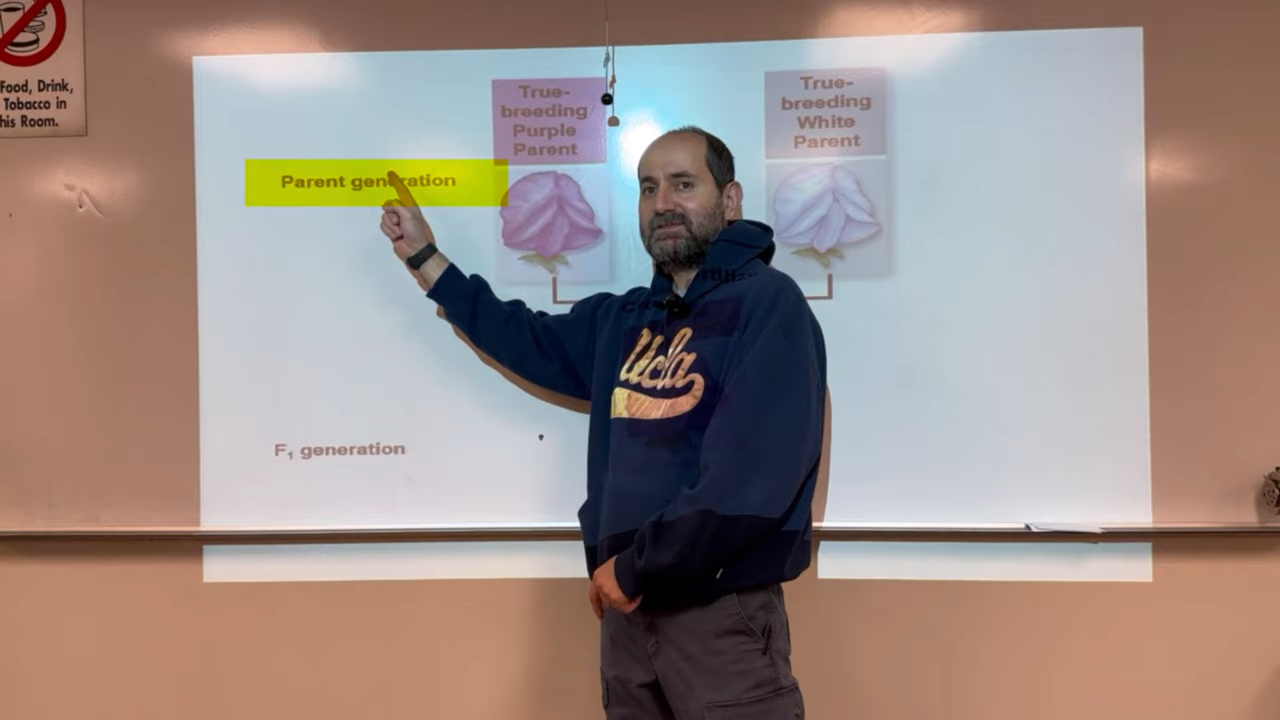 Food, Drink,
Tobacco in
his Room.
True-
breeding
Purple
Parent
True-
breeding
White
Parent
Parent generation
Ucla
F₁ generation